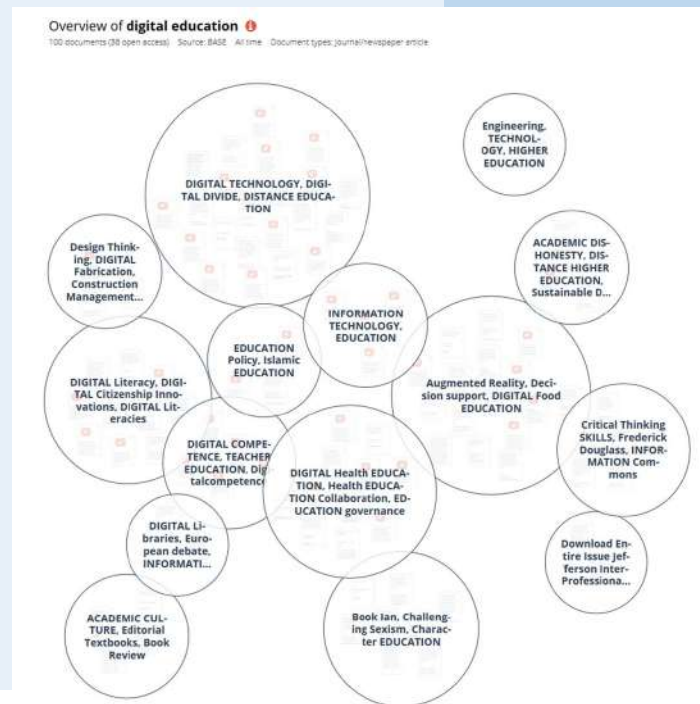 Overview of digital education
100 documents (38 open access) Source: BASE All time Document types: Journal/newspaper article
DIGITAL TECHNOLOGY, DIGI-
TAL DIVIDE, DISTANCE EDUCA-
TION
Engineering,
TECHNOL-
OGY, HIGHER
EDUCATION
Design Think-
ing, DIGITAL
Fabrication,
Construction
Management...
ACADEMIC DIS-
HONESTY, DIS-
TANCE HIGHER
EDUCATION,
Sustainable D...
INFORMATION
TECHNOLOGY,
EDUCATION
EDUCATION
Policy, Islamic
EDUCATION
DIGITAL Literacy, DIGI-
TAL Citizenship Inno-
vations, DIGITAL Lit-
eracies
Augmented Reality, Deci-
sion support, DIGITAL Food
EDUCATION
Critical Thinking
SKILLS, Frederick
Douglass, INFOR-
MATION Com-
mons
DIGITAL COMPE-
TENCE, TEACHER
EDUCATION, Dig-
talcompetence
DIGITAL Health EDUCA-
TION, Health EDUCA-
TION Collaboration, ED-
UCATION governance
DIGITAL Li-
braries, Euro-
pean debate,
INFORMATI...
Download En-
tire Issue Jef-
ferson Inter-
Professiona...
ACADEMIC CUL-
TURE, Editorial
Textbooks, Book
Review
Book Ian, Challeng-
ing Sexism, Charac-
ter EDUCATION